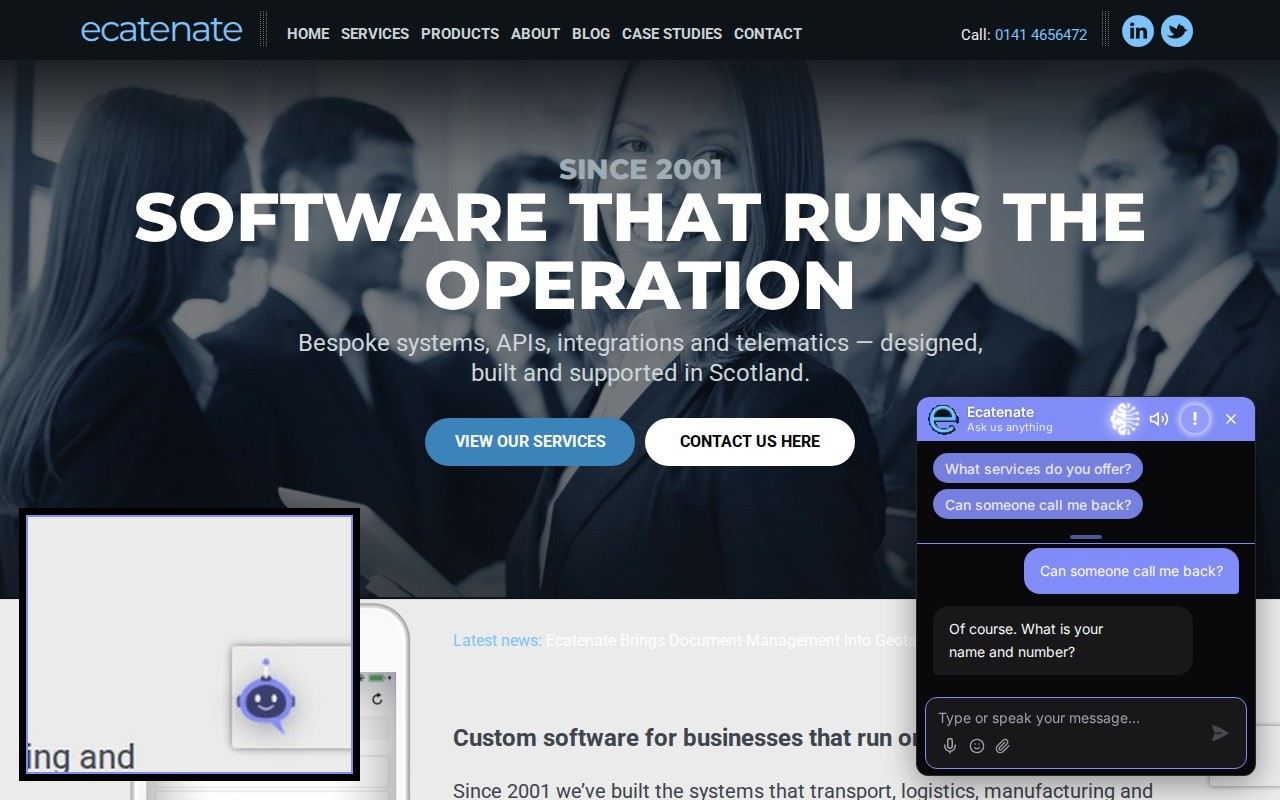 ecatenate
HOME SERVICES PRODUCTS ABOUT BLOG CASE STUDIES CONTACT
Call: 0141 4656472
SINCE 2001
SOFTWARE THAT RUNS THE
OPERATION
Bespoke systems, APIs, integrations and telematics — designed,
built and supported in Scotland.
VIEW OUR SERVICES
CONTACT US HERE
Ecatenate
Ask us anything
What services do you offer?
Can someone call me back?
Can someone call me back?
Of course. What is your
name and number?
Type or speak your message...
ing and
Latest news: Ecatenate Brings Document Management Into
Custom software for businesses that run
Since 2001 we've built the systems that transport, logistics, manufacturing and